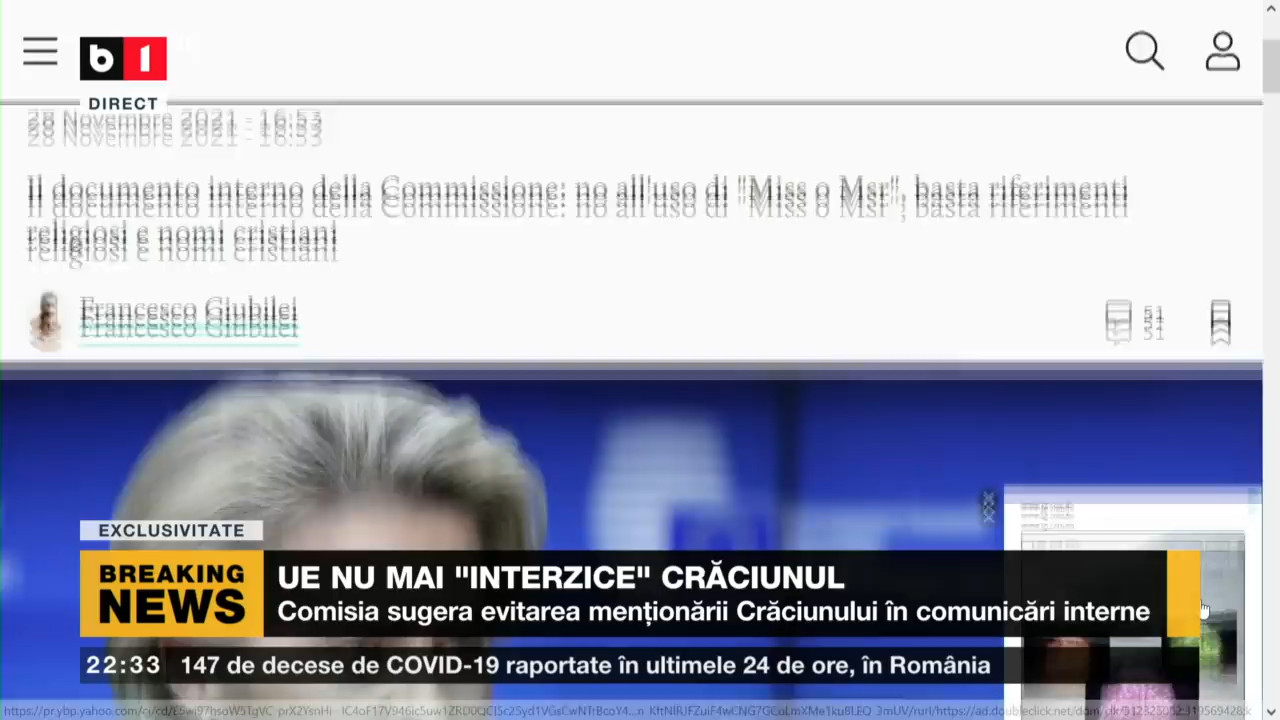 b1
DIRECT
28 Novembre 2021 - 16:53
Il documento interno della Commissione: no all'uso di "Miss o Msr", basta riferimenti
religiosi e nomi cristiani
Francesco Giubilei
51
EXCLUSIVITATE
BREAKING
NEWS
UE NU MAI "INTERZICE" CRĂCIUNUL
Comisia sugera evitarea menționării Crăciunului în comunicări interne
22:33 147 de decese de COVID-19 raportate în ultimele 24 de ore, în România